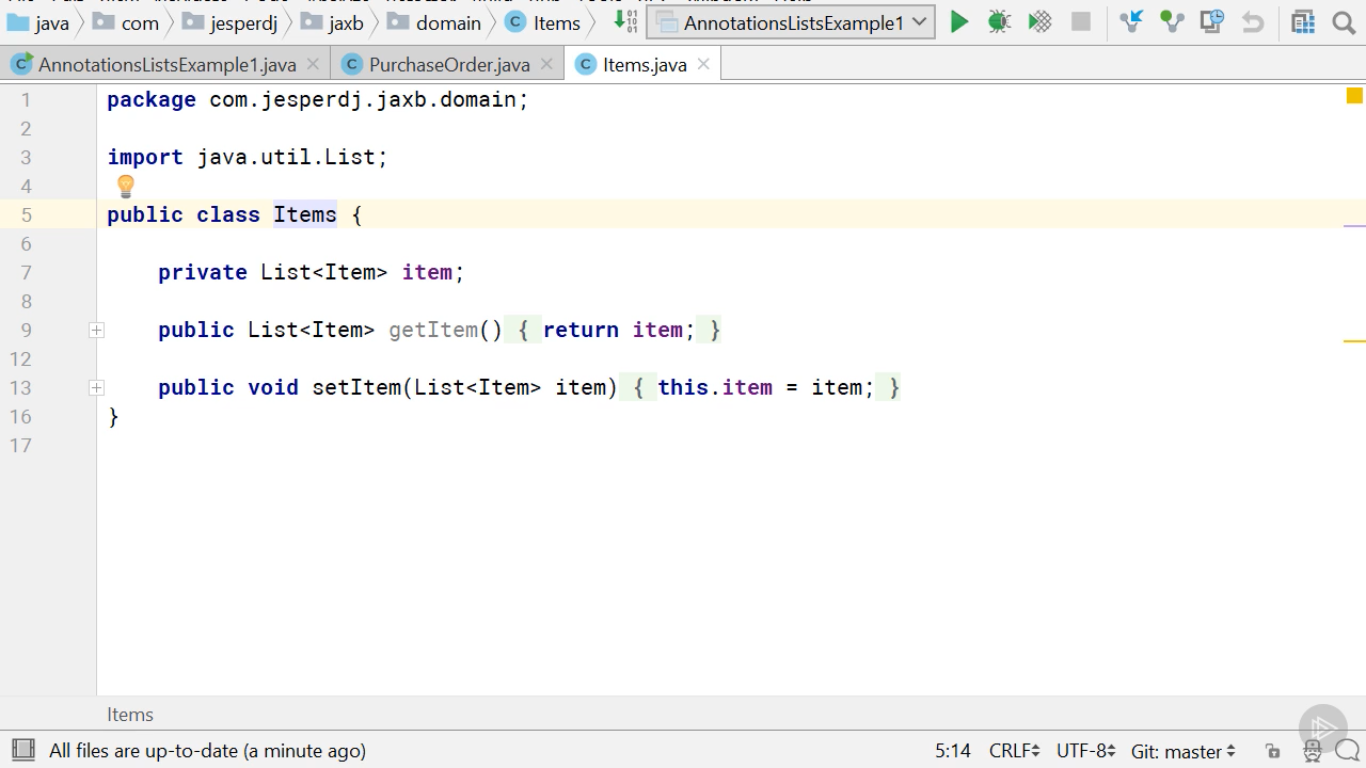 java com jesperdj jaxb domain Items AnnotationsListsExample1
AnnotationsListsExample1.java PurchaseOrder.java Items.java
1 package com.jesperdj.jaxb.domain;
2
3 import java.util.List;
4
5 public class Items {
6
7 private List<Item> item;
8
9 public List<Item> getItem() { return item; }
12
13 public void setItem(List<Item> item) { this.item = item; }
16 }
17
Items
All files are up-to-date (a minute ago) 5:14 CRLF UTF-8 Git: master